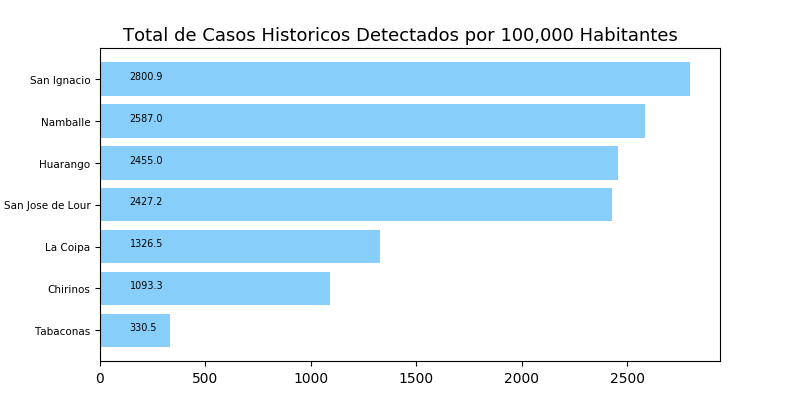 Total de Casos Historicos Detectados por 100,000 Habitantes
San Ignacio 2800.9
Namballe 2587.0
Huarango 2455.0
San Jose de Lour 2427.2
La Coipa 1326.5
Chirinos 1093.3
Tabaconas 330.5
0 500 1000 1500 2000 2500